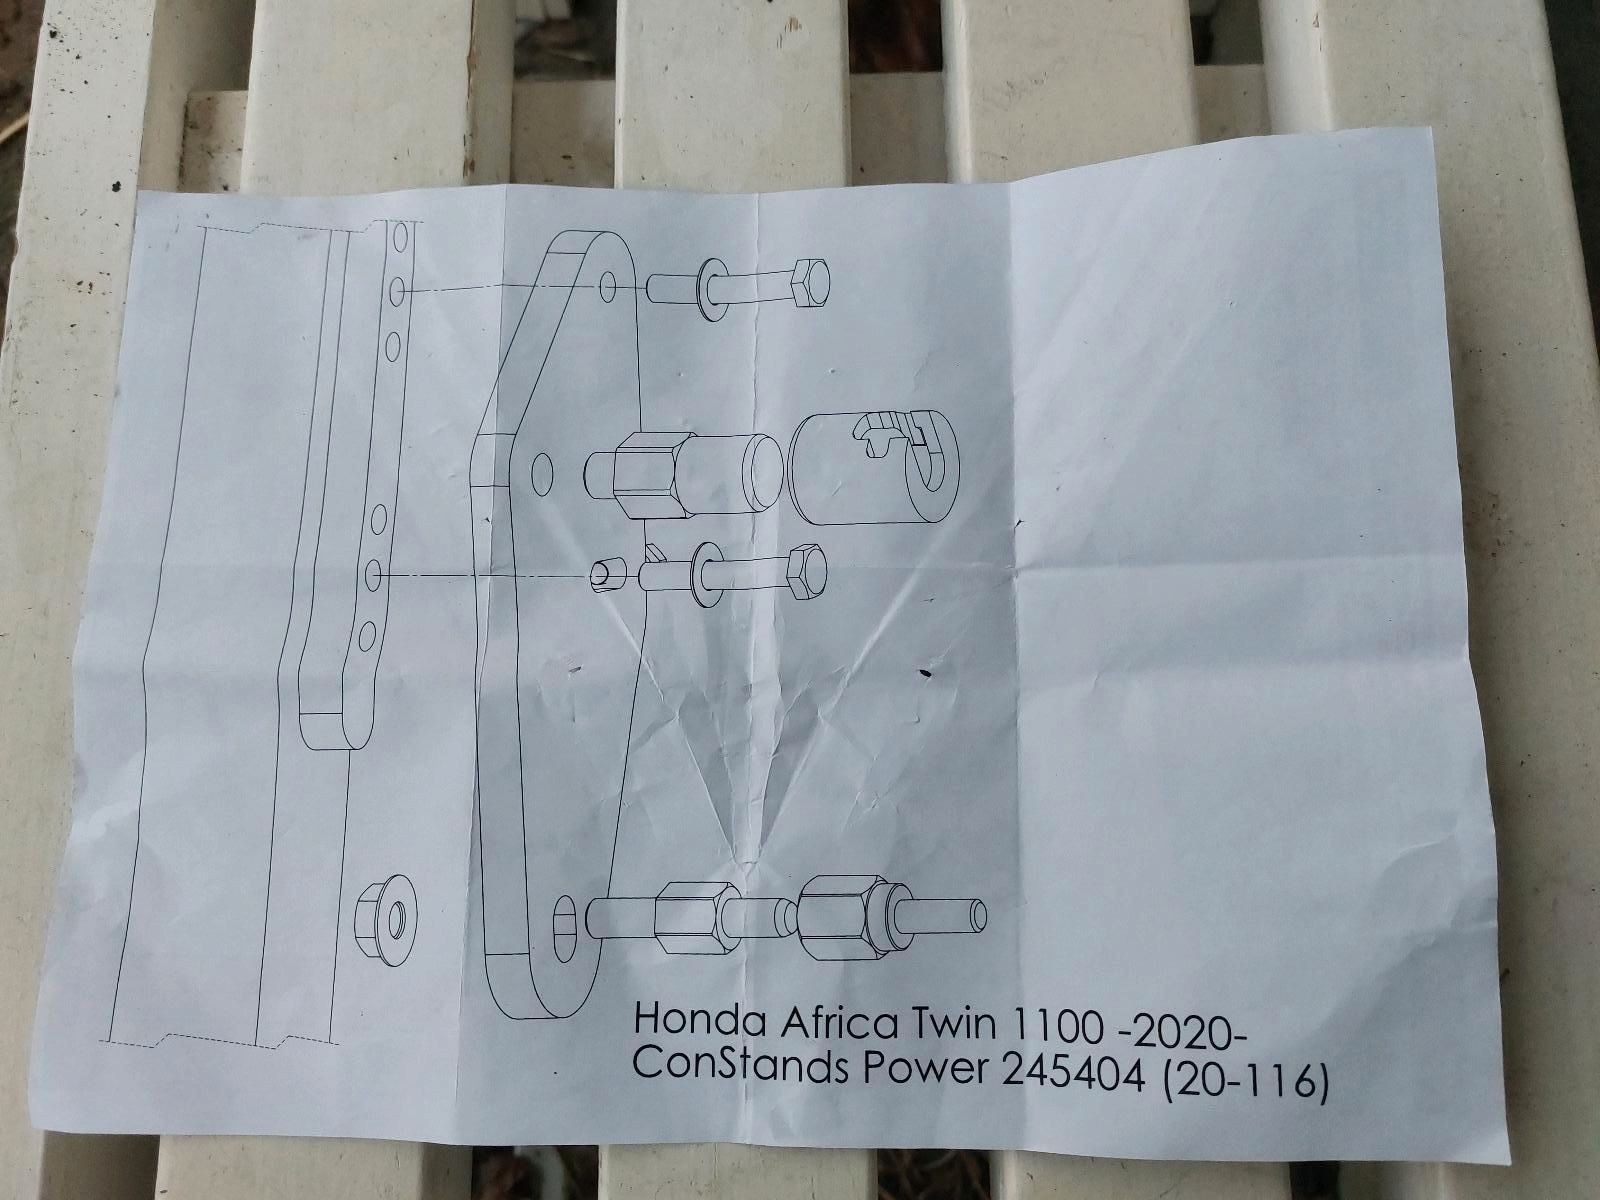 Honda Africa Twin 1100 -2020-
ConStands Power 245404 (20-116)